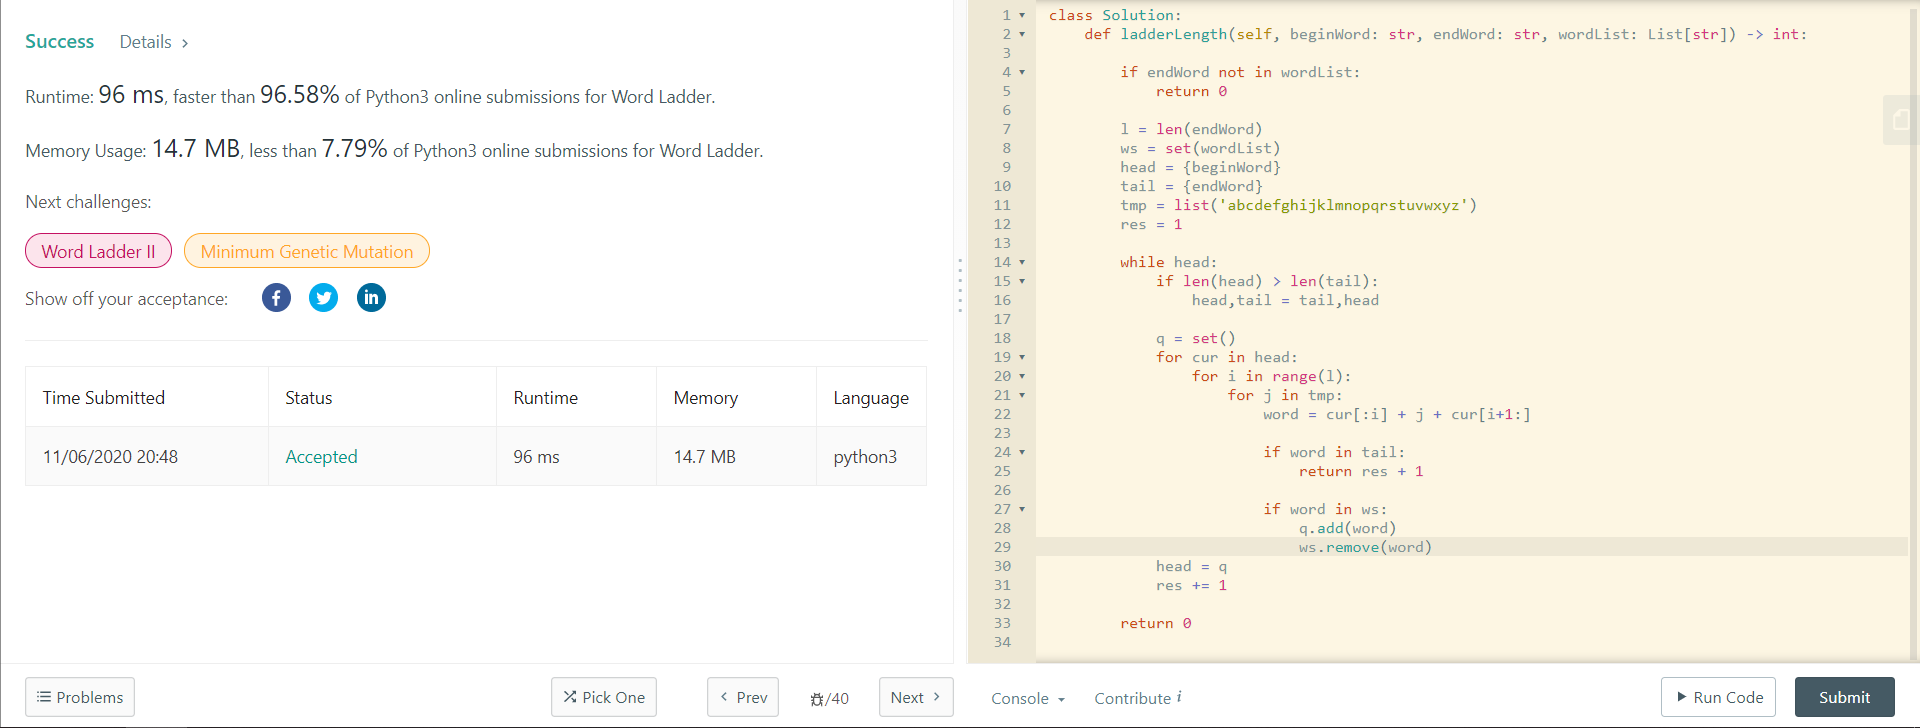 Success Details >
Runtime: 96 ms, faster than 96.58% of Python3 online submissions for Word Ladder.
Memory Usage: 14.7 MB, less than 7.79% of Python3 online submissions for Word Ladder.
Next challenges:
Word Ladder II Minimum Genetic Mutation
Show off your acceptance:
Time Submitted Status Runtime Memory Language
11/06/2020 20:48 Accepted 96 ms 14.7 MB python3
Problems Pick One < Prev /40 Next >
1 class Solution:
2     def ladderLength(self, beginWord: str, endWord: str, wordList: List[str]) -> int:
3
4         if endWord not in wordList:
5             return 0
6
7         l = len(endWord)
8         ws = set(wordList)
9         head = {beginWord}
10         tail = {endWord}
11         tmp = list('abcdefghijklmnopqrstuvwxyz')
12         res = 1
13
14         while head:
15             if len(head) > len(tail):
16                 head,tail = tail,head
17
18             q = set()
19             for cur in head:
20                 for i in range(l):
21                     for j in tmp:
22                         word = cur[:i] + j + cur[i+1:]
23
24                         if word in tail:
25                             return res + 1
26
27                         if word in ws:
28                             q.add(word)
29                             ws.remove(word)
30             head = q
31             res += 1
32
33         return 0
34
Console Contribute i Run Code Submit